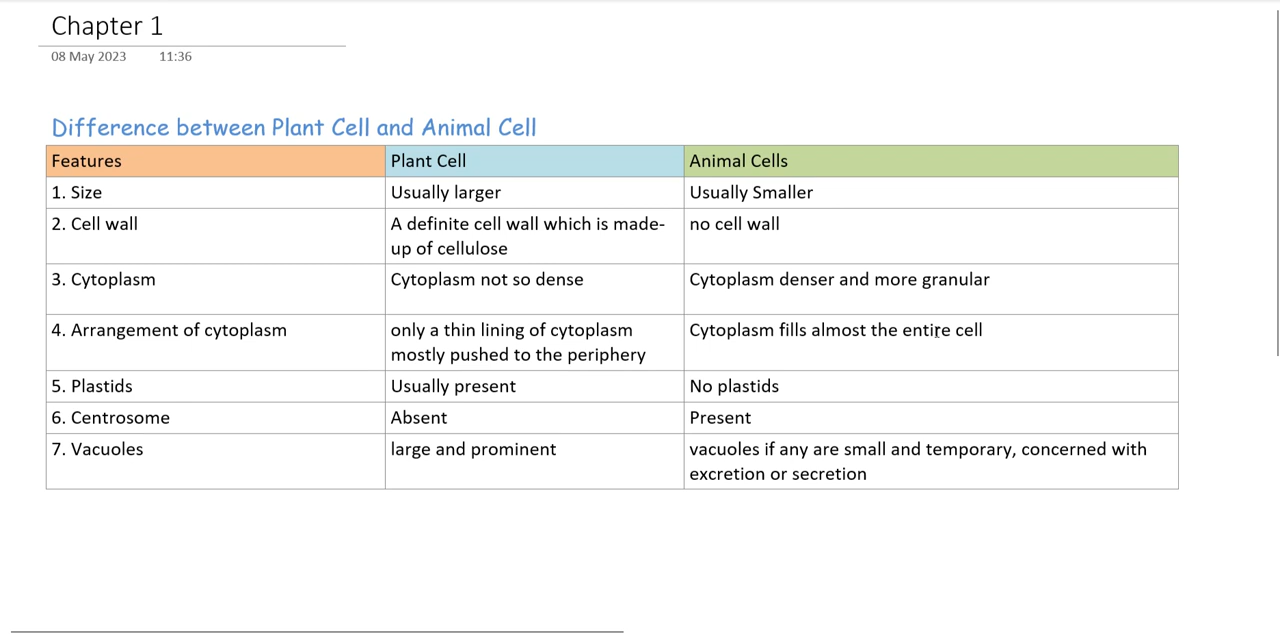 Chapter 1
08 May 2023 11:36
Difference between Plant Cell and Animal Cell
Features Plant Cell Animal Cells
1. Size Usually larger Usually Smaller
2. Cell wall A definite cell wall which is made- no cell wall
up of cellulose
3. Cytoplasm Cytoplasm not so dense Cytoplasm denser and more granular
4. Arrangement of cytoplasm only a thin lining of cytoplasm Cytoplasm fills almost the entire cell
mostly pushed to the periphery
5. Plastids Usually present No plastids
6. Centrosome Absent Present
7. Vacuoles large and prominent vacuoles if any are small and temporary, concerned with
excretion or secretion